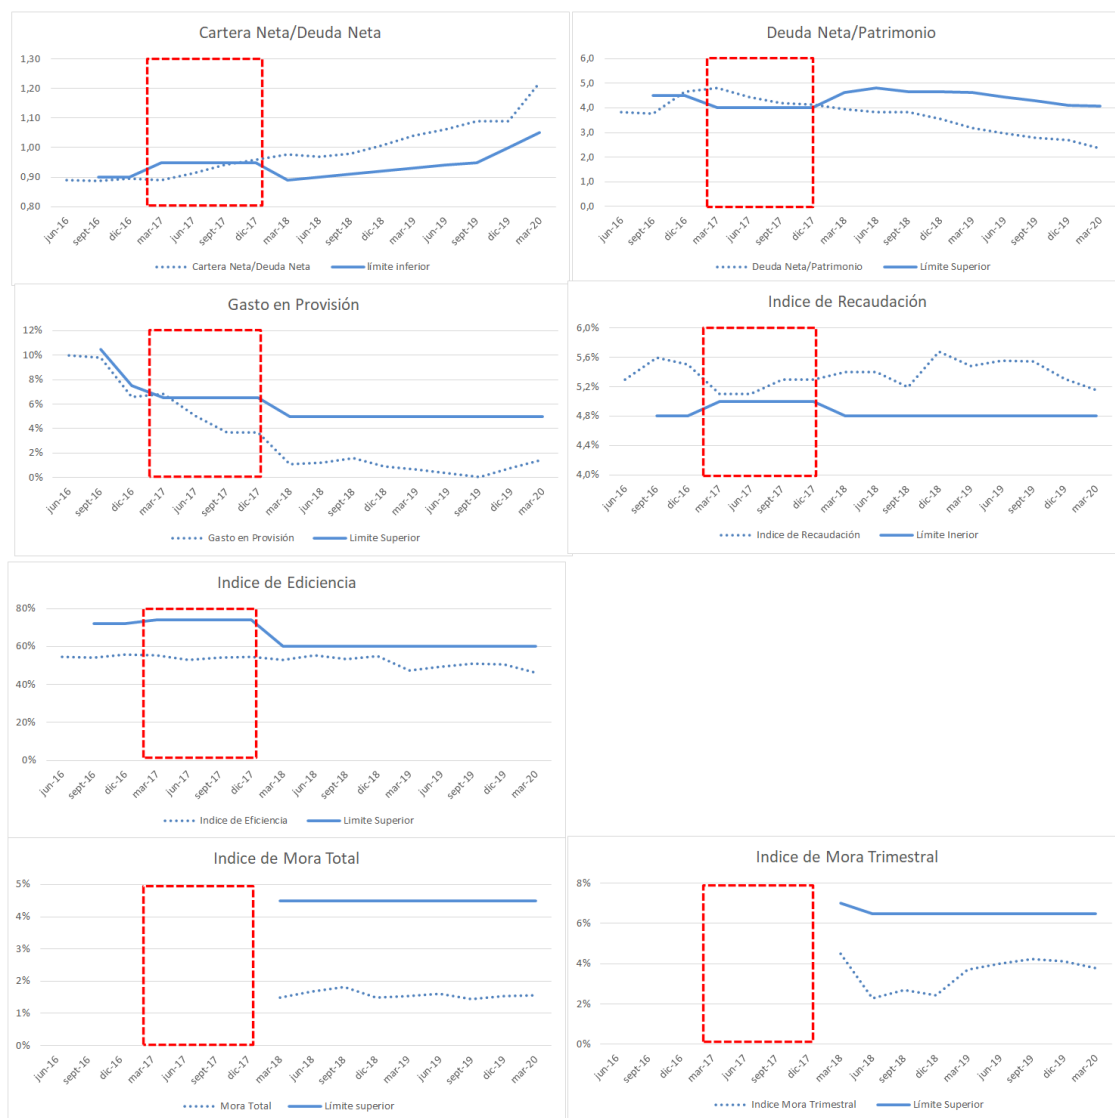 Cartera Neta/Deuda Neta
1,30
1,20
1,10
1,00
0,90
0,80
jun-16 sept-16 dic-16 mar-17 jun-17 sept-17 dic-17 mar-18 jun-18 sept-18 dic-18 mar-19 jun-19 sept-19 dic-19 mar-20
Cartera Neta/Deuda Neta límite inferior
Deuda Neta/Patrimonio
6,0
5,0
4,0
3,0
2,0
1,0
0,0
jun-16 sept-16 dic-16 mar-17 jun-17 sept-17 dic-17 mar-18 jun-18 sept-18 dic-18 mar-19 jun-19 sept-19 dic-19 mar-20
Deuda Neta/Patrimonio Límite Superior
Gasto en Provisión
12%
10%
8%
6%
4%
2%
0%
jun-16 sept-16 dic-16 mar-17 jun-17 sept-17 dic-17 mar-18 jun-18 sept-18 dic-18 mar-19 jun-19 sept-19 dic-19 mar-20
Gasto en Provisión Limite Superior
Indice de Recaudación
6,0%
5,6%
5,2%
4,8%
4,4%
4,0%
jun-16 sept-16 dic-16 mar-17 jun-17 sept-17 dic-17 mar-18 jun-18 sept-18 dic-18 mar-19 jun-19 sept-19 dic-19 mar-20
Indice de Recaudación Límite Inerior
Indice de Ediciencia
80%
60%
40%
20%
0%
jun-16 sept-16 dic-16 mar-17 jun-17 sept-17 dic-17 mar-18 jun-18 sept-18 dic-18 mar-19 jun-19 sept-19 dic-19 mar-20
Indice de Eficiencia Limite Superior
Indice de Mora Total
5%
4%
3%
2%
1%
0%
jun-16 sept-16 dic-16 mar-17 jun-17 sept-17 dic-17 mar-18 jun-18 sept-18 dic-18 mar-19 jun-19 sept-19 dic-19 mar-20
Mora Total Límite superior
Indice de Mora Trimestral
8%
6%
4%
2%
0%
jun-16 sept-16 dic-16 mar-17 jun-17 sept-17 dic-17 mar-18 jun-18 sept-18 dic-18 mar-19 jun-19 sept-19 dic-19 mar-20
Indice Mora Trimestral Límite Superior